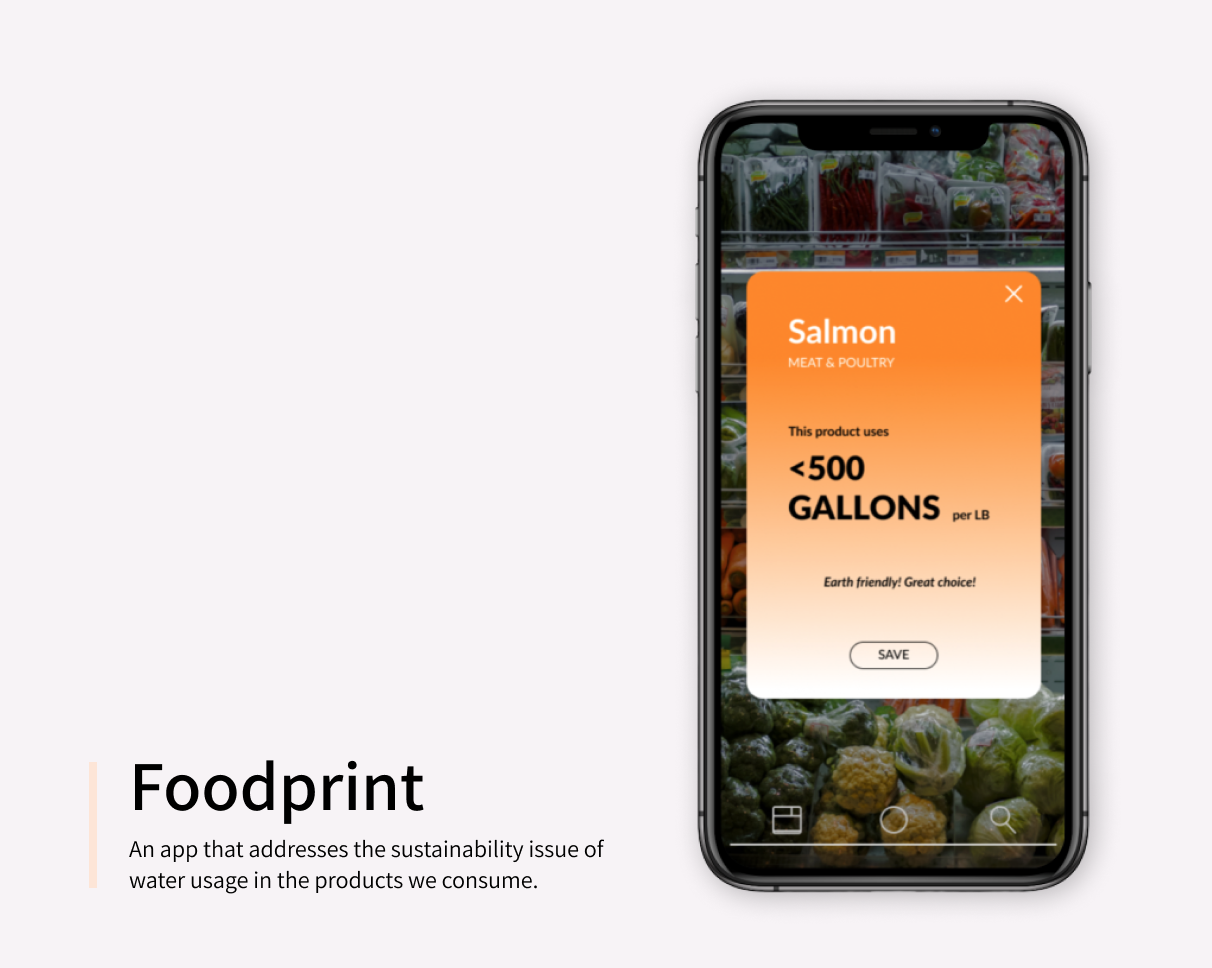 Salmon
MEAT & POULTRY
This product uses
<500
GALLONS per LB
Earth friendly! Great choice!
SAVE
Foodprint
An app that addresses the sustainability issue of
water usage in the products we consume.